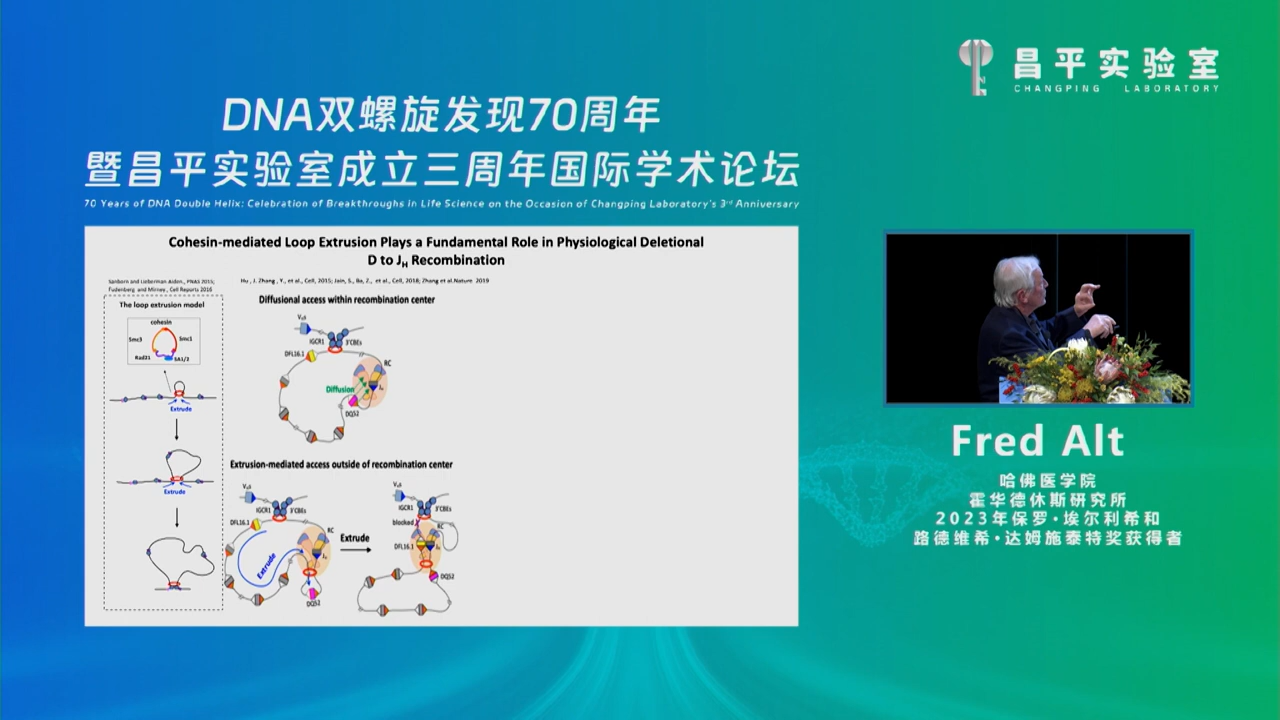 昌平实验室
CHANGPING LABORATORY
DNA双螺旋发现70周年
暨昌平实验室成立三周年国际学术论坛
70 Years of DNA Double Helix: Celebration of Breakthroughs in Life Science on the Occasion of Changping Laboratory's 3rd Anniversary
Cohesin-mediated Loop Extrusion Plays a Fundamental Role in Physiological Deletional
D to JH Recombination
Sanborn and Lieberman Aiden., PNAS 2015;
Fudenberg and Mirney., Cell Reports 2016
Hu , J. Zhang , Y., et al., Cell, 2015; Jain, S., Ba, Z., et al., Cell, 2018; Zhang et al.Nature 2019
The loop extrusion model
cohesin
Smc3
Smc1
Rad21
SA1/2
Extrude
Extrude
Diffusional access within recombination center
IGCR1
3'CBEs
DFL16.1
RC
Diffusion
DQ52
Extrusion-mediated access outside of recombination center
IGCR1
3'CBEs
DFL16.1
RC
Extrude
DQ52
Extrude
IGCR1
3'CBEs
blocked
RC
DFL16.1
DQ52
Fred Alt
哈佛医学院
霍华德休斯研究所
2023年保罗·埃尔利希和
路德维希·达姆施泰特奖获得者